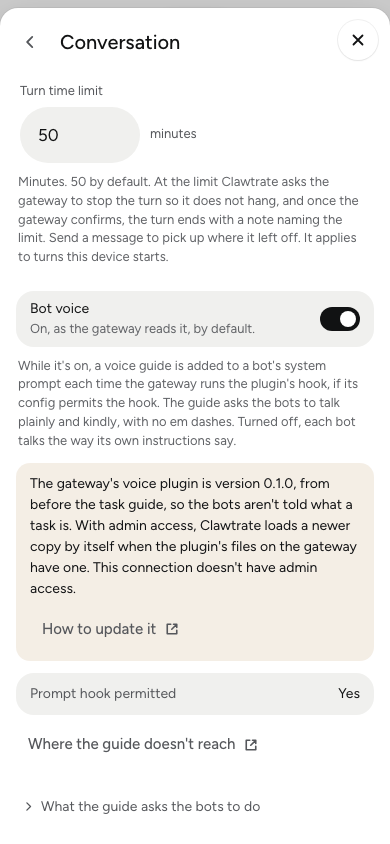 Conversation
Turn time limit
50
minutes
Minutes. 50 by default. At the limit Clawtrate asks the
gateway to stop the turn so it does not hang, and once the
gateway confirms, the turn ends with a note naming the
limit. Send a message to pick up where it left off. It applies
to turns this device starts.
Bot voice
On, as the gateway reads it, by default.
While it's on, a voice guide is added to a bot's system
prompt each time the gateway runs the plugin's hook, if its
config permits the hook. The guide asks the bots to talk
plainly and kindly, with no em dashes. Turned off, each bot
talks the way its own instructions say.
The gateway's voice plugin is version 0.1.0, from
before the task guide, so the bots aren't told what a
task is. With admin access, Clawtrate loads a newer
copy by itself when the plugin's files on the gateway
have one. This connection doesn't have admin
access.
How to update it
Prompt hook permitted
Yes
Where the guide doesn't reach
What the guide asks the bots to do